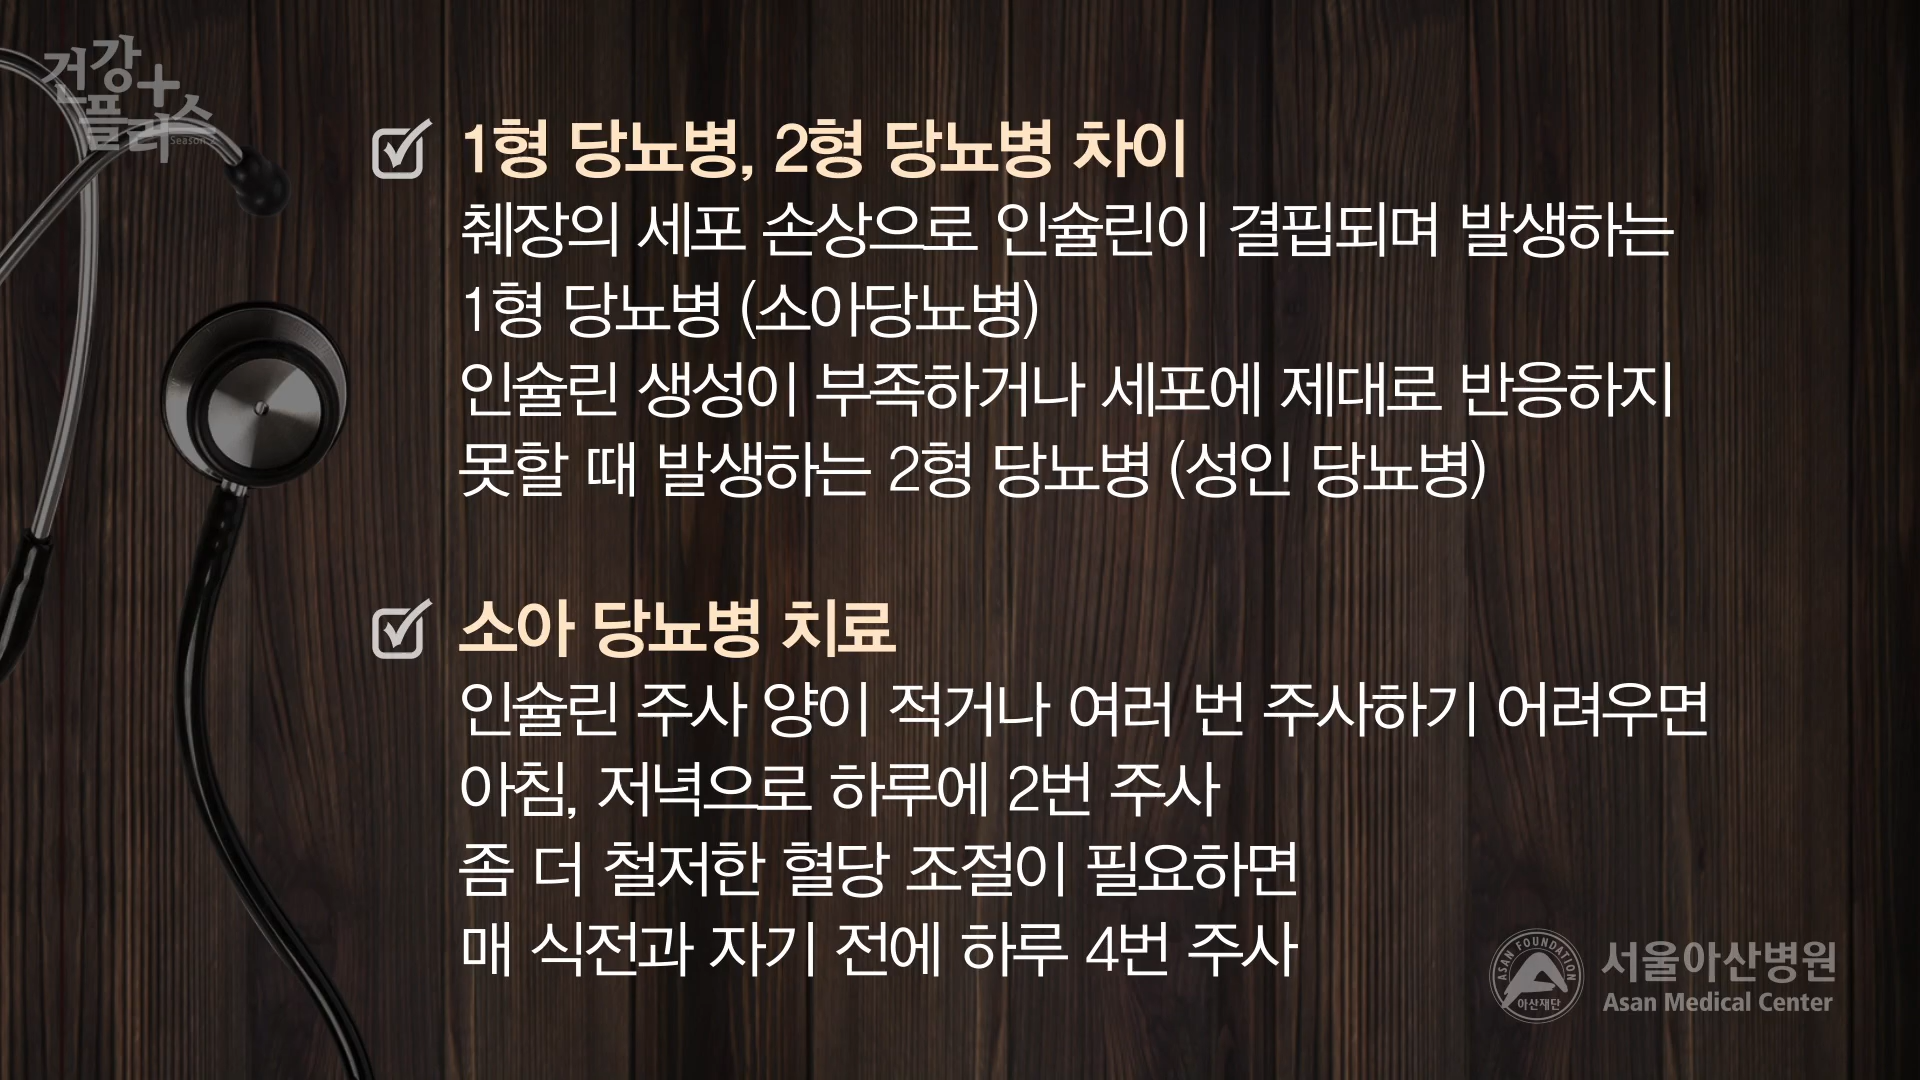 건강+
플러스
Season 2
1형 당뇨병, 2형 당뇨병 차이
췌장의 세포 손상으로 인슐린이 결핍되며 발생하는
1형 당뇨병 (소아당뇨병)
인슐린 생성이 부족하거나 세포에 제대로 반응하지
못할 때 발생하는 2형 당뇨병 (성인 당뇨병)
소아 당뇨병 치료
인슐린 주사 양이 적거나 여러 번 주사하기 어려우면
아침, 저녁으로 하루에 2번 주사
좀 더 철저한 혈당 조절이 필요하면
매 식전과 자기 전에 하루 4번 주사
ASAN FOUNDATION
아산재단
서울아산병원
Asan Medical Center